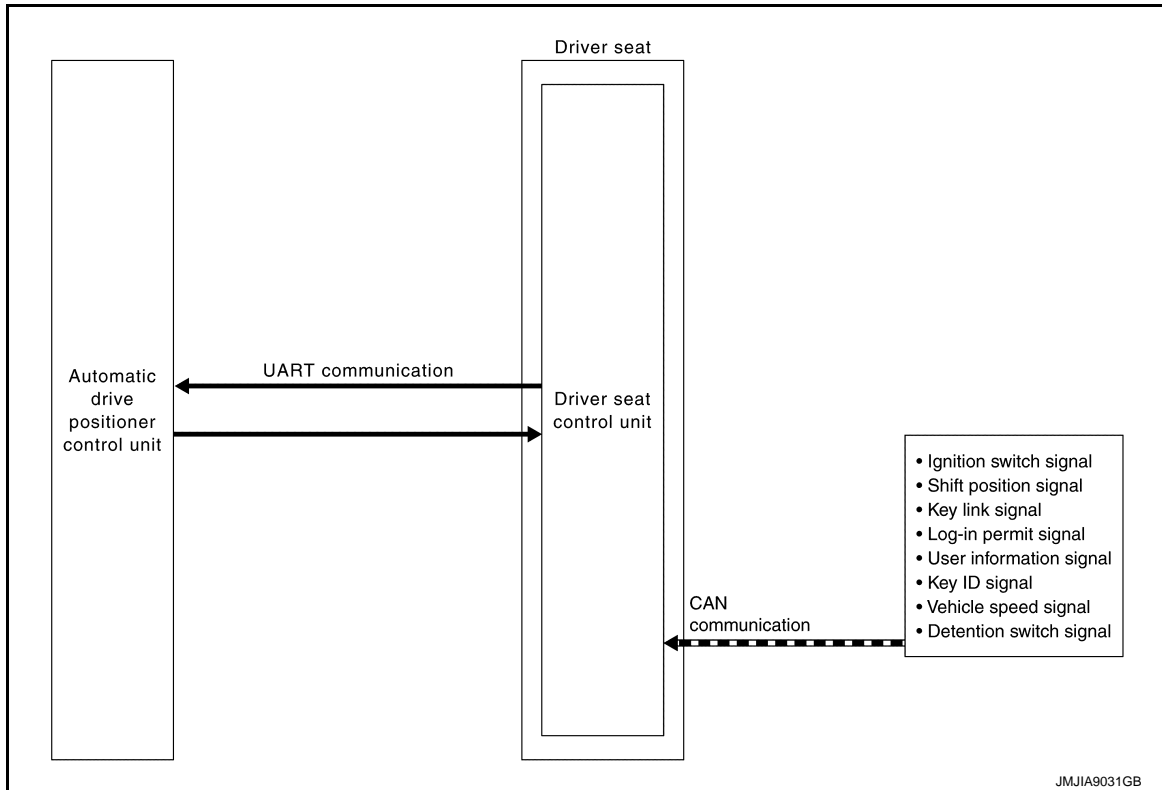 Driver seat
Automatic
drive
positioner
control unit
UART communication
Driver seat
control unit
CAN
communication
• Ignition switch signal
• Shift position signal
• Key link signal
• Log-in permit signal
• User information signal
• Key ID signal
• Vehicle speed signal
• Detention switch signal
JMJIA9031GB